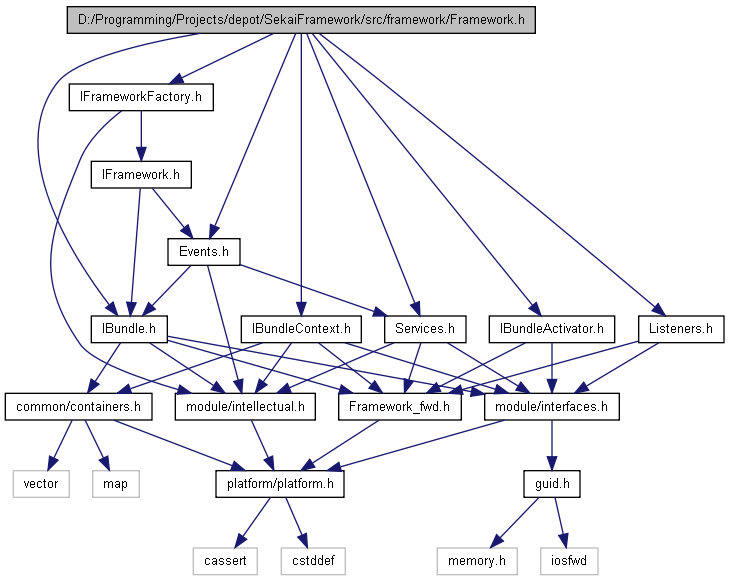 D:/Programming/Projects/depot/SekaiFramework/src/framework/Framework.h
IFrameworkFactory.h
IFramework.h
Events.h
IBundle.h
IBundleContext.h
Services.h
IBundleActivator.h
Listeners.h
common/containers.h
module/intellectual.h
Framework_fwd.h
module/interfaces.h
vector
map
platform/platform.h
guid.h
cassert
cstddef
memory.h
iosfwd